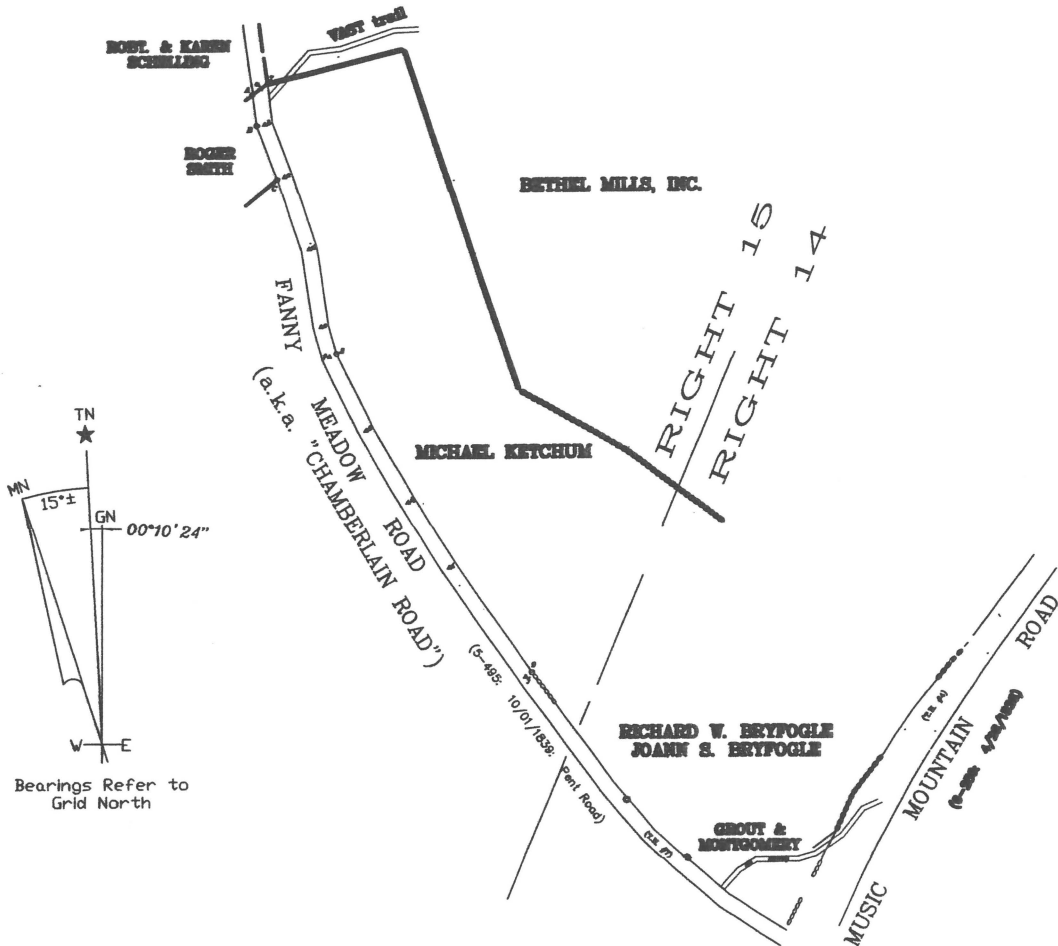 VAST trail
ROBT. & KAREN
SCHELLING
ROGER
SMITH
BETHEL MILLS, INC.
RIGHT 15
RIGHT 14
FANNY MEADOW ROAD
(a.k.a. "CHAMBERLAIN ROAD")
MICHAEL KETCHUM
TN
MN
15°±
GN
00°10'24"
W E
Bearings Refer to
Grid North
(5-495: 10/01/1839: Pent Road)
RICHARD W. BRYFOGLE
JOANN S. BRYFOGLE
GROUT &
MONTGOMERY
MUSIC MOUNTAIN ROAD